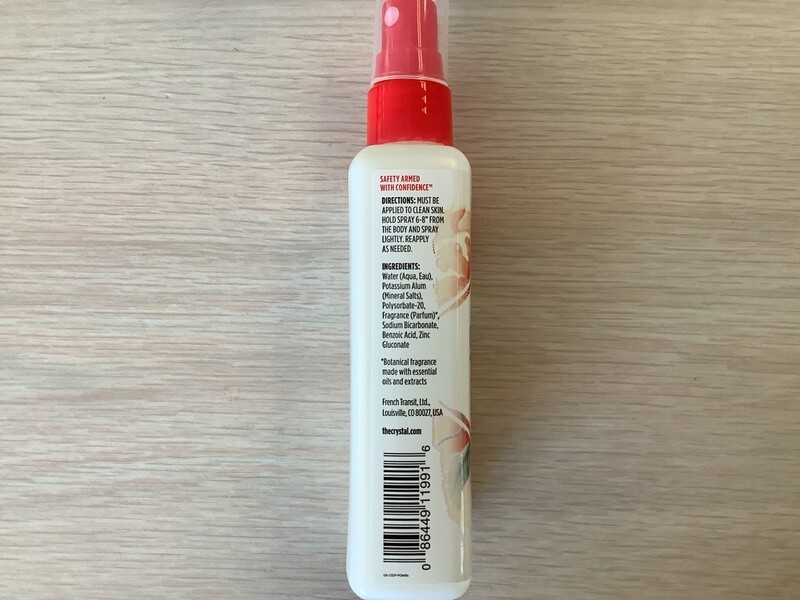 SAFETY ARMED
WITH CONFIDENCE™
DIRECTIONS: MUST BE
APPLIED TO CLEAN SKIN.
HOLD SPRAY 6-8" FROM
THE BODY AND SPRAY
LIGHTLY. REAPPLY
AS NEEDED.
INGREDIENTS:
Water (Aqua, Eau),
Potassium Alum
(Mineral Salts),
Polysorbate-20,
Fragrance (Parfum)*,
Sodium Bicarbonate,
Benzoic Acid, Zinc
Gluconate
*Botanical fragrance
made with essential
oils and extracts
French Transit, Ltd.,
Louisville, CO 80027, USA
thecrystal.com
0 86449 11991 6